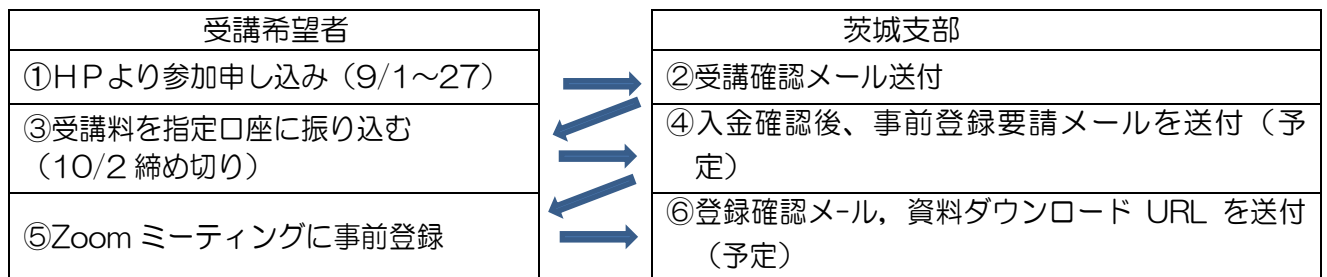 受講希望者
茨城支部
①HPより参加申し込み（9/1～27）
②受講確認メール送付
③受講料を指定口座に振り込む
（10/2 締め切り）
④入金確認後、事前登録要請メールを送付（予
定）
⑤Zoom ミーティングに事前登録
⑥登録確認メ-ル，資料ダウンロード URL を送付
（予定）